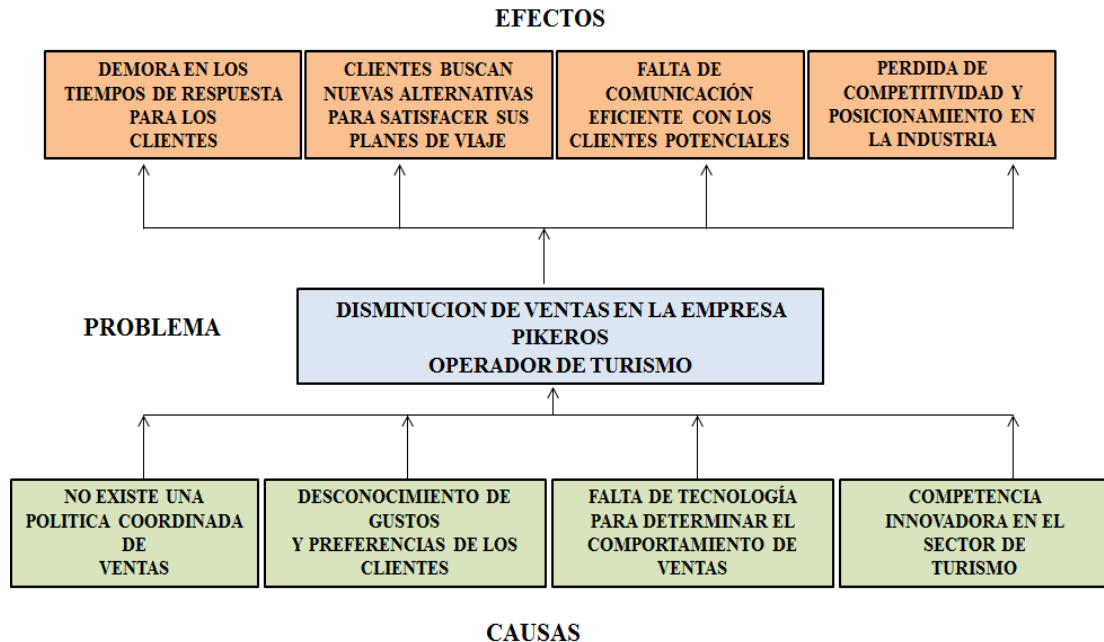 EFECTOS
DEMORA EN LOS
TIEMPOS DE RESPUESTA
PARA LOS
CLIENTES
CLIENTES BUSCAN
NUEVAS ALTERNATIVAS
PARA SATISFACER SUS
PLANES DE VIAJE
FALTA DE
COMUNICACIÓN
EFICIENTE CON LOS
CLIENTES POTENCIALES
PERDIDA DE
COMPETITIVIDAD Y
POSICIONAMIENTO EN
LA INDUSTRIA
PROBLEMA
DISMINUCION DE VENTAS EN LA EMPRESA
PIKEROS
OPERADOR DE TURISMO
NO EXISTE UNA
POLITICA COORDINADA
DE
VENTAS
DESCONOCIMIENTO DE
GUSTOS
Y PREFERENCIAS DE LOS
CLIENTES
FALTA DE TECNOLOGÍA
PARA DETERMINAR EL
COMPORTAMIENTO DE
VENTAS
COMPETENCIA
INNOVADORA EN EL
SECTOR DE
TURISMO
CAUSAS